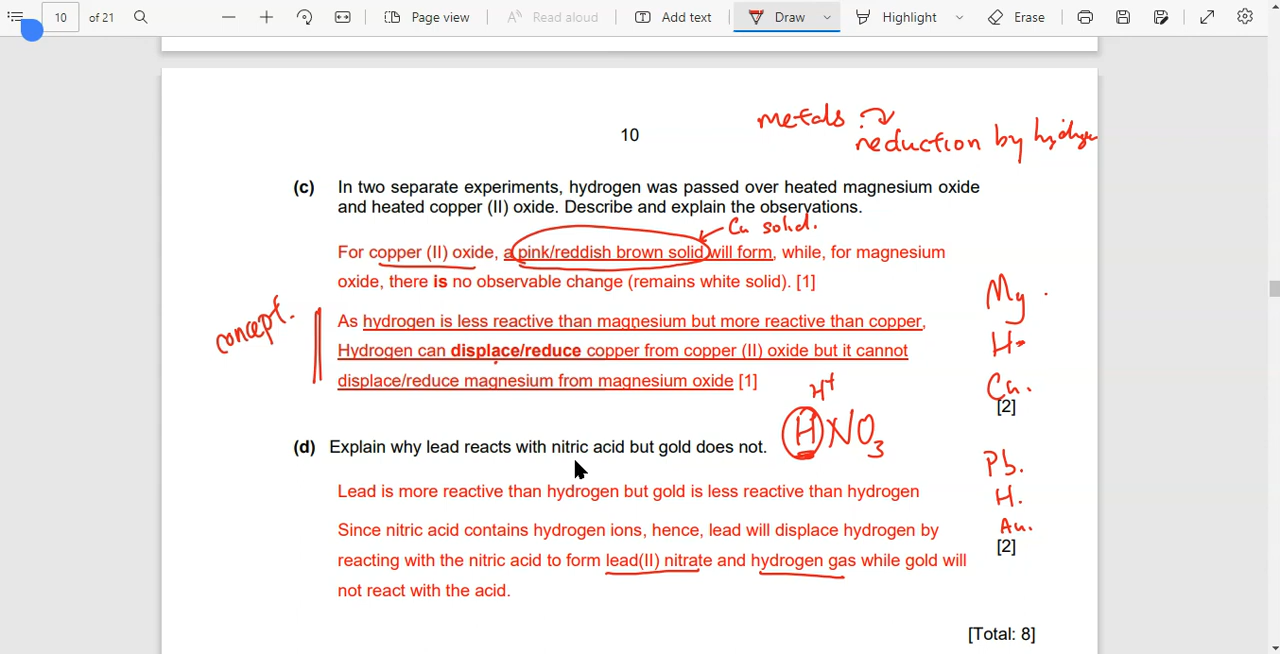 10 of 21 Page view Read aloud Add text Draw Highlight Erase
metals
reduction by hydrogen
10
(c) In two separate experiments, hydrogen was passed over heated magnesium oxide
and heated copper (II) oxide. Describe and explain the observations.
Cu solid.
For copper (II) oxide, a pink/reddish brown solid will form, while, for magnesium
oxide, there is no observable change (remains white solid). [1]
Mg
concept.
As hydrogen is less reactive than magnesium but more reactive than copper,
Hydrogen can displace/reduce copper from copper (II) oxide but it cannot
H
displace/reduce magnesium from magnesium oxide [1]
Cu.
[2]
H+
HNO3
(d) Explain why lead reacts with nitric acid but gold does not.
Pb.
Lead is more reactive than hydrogen but gold is less reactive than hydrogen
H.
Since nitric acid contains hydrogen ions, hence, lead will displace hydrogen by
Au.
[2]
reacting with the nitric acid to form lead(II) nitrate and hydrogen gas while gold will
not react with the acid.
[Total: 8]